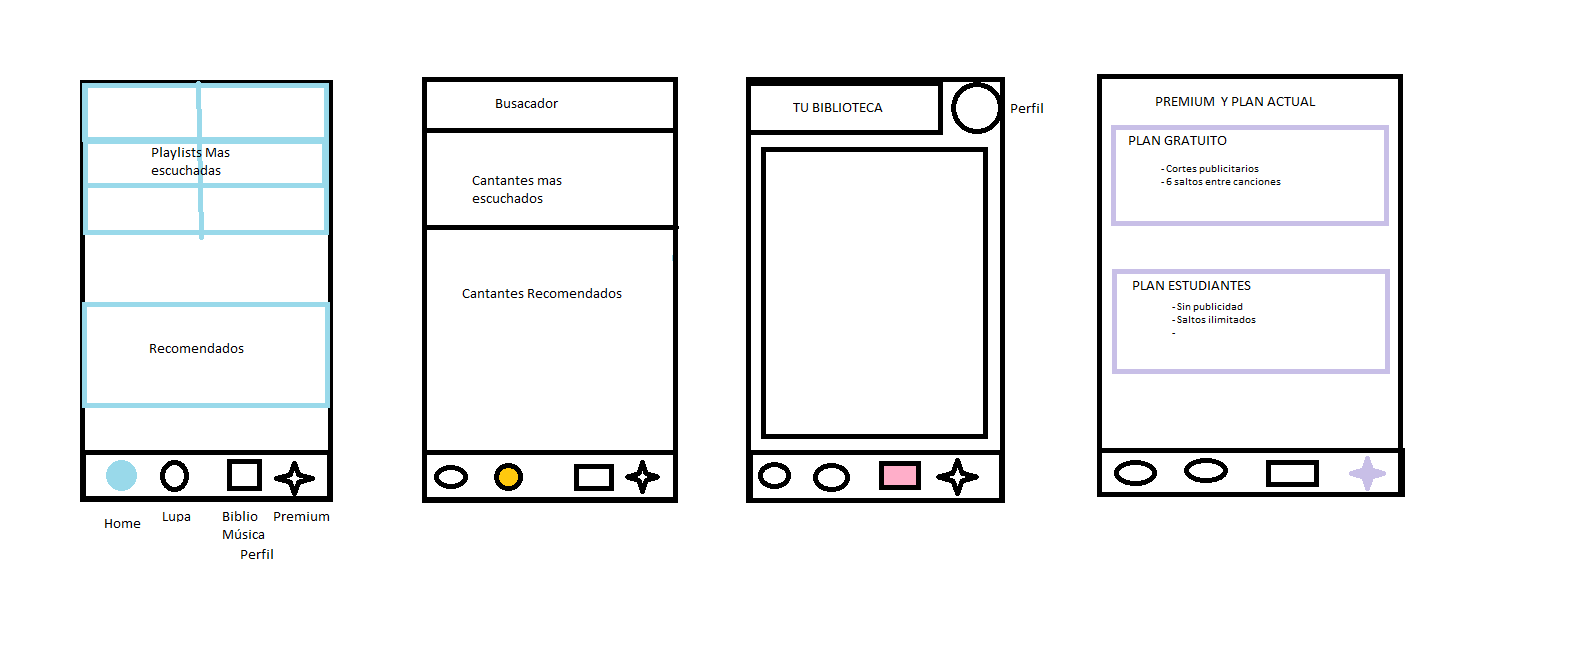 Playlists Mas
escuchadas
Recomendados
Home
Lupa
Biblio
Música
Perfil
Premium
Busacador
Cantantes mas
escuchados
Cantantes Recomendados
TU BIBLIOTECA
Perfil
PREMIUM Y PLAN ACTUAL
PLAN GRATUITO
- Cortes publicitarios
- 6 saltos entre canciones
PLAN ESTUDIANTES
- Sin publicidad
- Saltos ilimitados
-